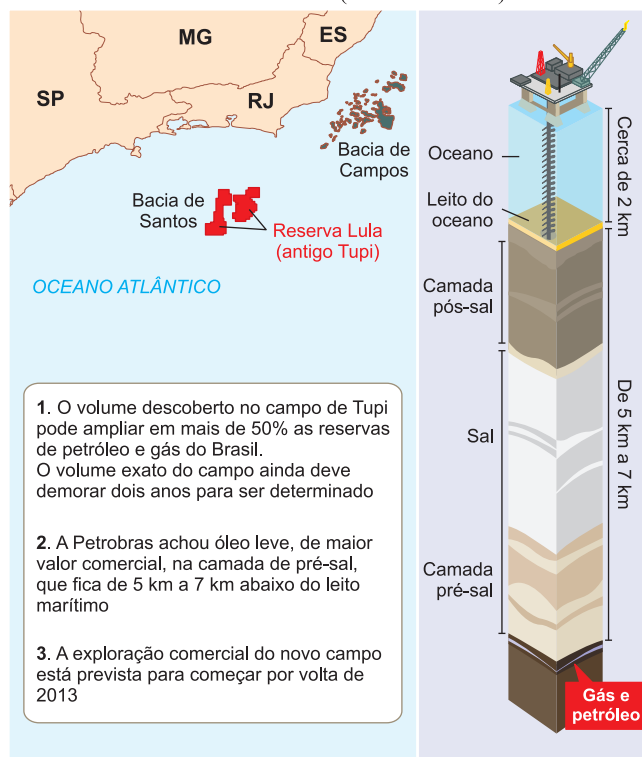 MG
ES
SP
RJ
Bacia de
Campos
Bacia de
Santos
Reserva Lula
(antigo Tupi)
OCEANO ATLÂNTICO
1. O volume descoberto no campo de Tupi
pode ampliar em mais de 50% as reservas
de petróleo e gás do Brasil.
O volume exato do campo ainda deve
demorar dois anos para ser determinado
2. A Petrobras achou óleo leve, de maior
valor comercial, na camada de pré-sal,
que fica de 5 km a 7 km abaixo do leito
marítimo
3. A exploração comercial do novo campo
está prevista para começar por volta de
2013
Oceano
Leito do
oceano
Cerca de 2 km
Camada
pós-sal
Sal
De 5 km a 7 km
Camada
pré-sal
Gás e
petróleo